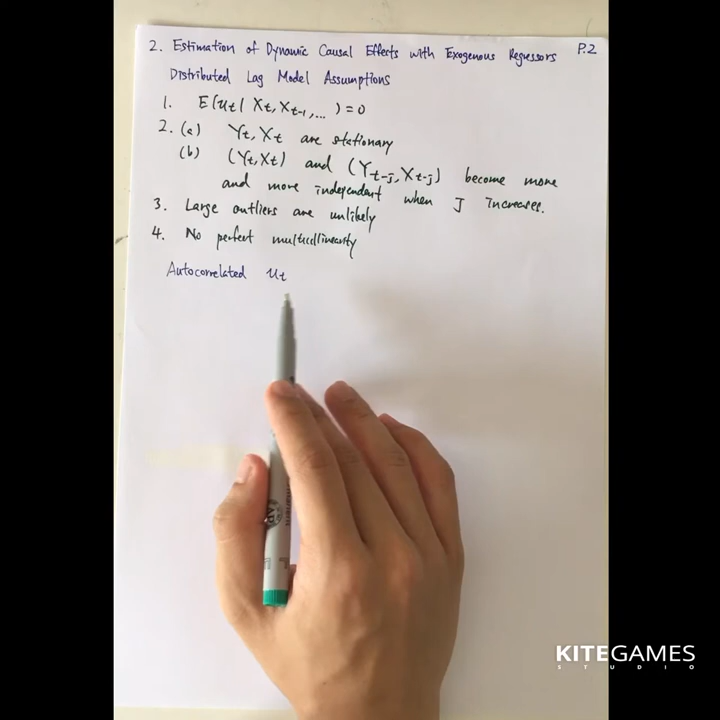 2. Estimation of Dynamic Causal Effects with Exogenous Regressors P.2
Distributed Lag Model Assumptions
1. E(ut | Xt, Xt-1, ... ) = 0
2. (a) Yt, Xt are stationary
(b) (Yt, Xt) and (Yt-j, Xt-j) become more
and more independent when J increases.
3. Large outliers are unlikely
4. No perfect multicollinearity
Autocorrelated ut
KITEGAMES
STUDIO